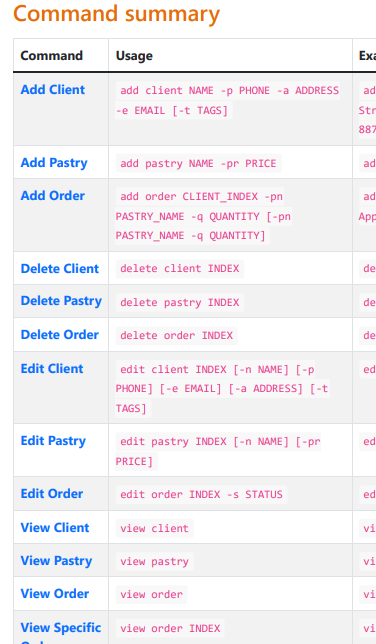 Command summary
Command Usage Exa
Add Client add client NAME -p PHONE -a ADDRESS ad
-e EMAIL [-t TAGS] Str
887
Add Pastry add pastry NAME -pr PRICE ad
Add Order add order CLIENT_INDEX -pn ad
PASTRY_NAME -q QUANTITY [-pn App
PASTRY_NAME -q QUANTITY]
Delete Client delete client INDEX de
Delete Pastry delete pastry INDEX de
Delete Order delete order INDEX de
Edit Client edit client INDEX [-n NAME] [-p ed
PHONE] [-e EMAIL] [-a ADDRESS] [-t
TAGS]
Edit Pastry edit pastry INDEX [-n NAME] [-pr ed
PRICE]
Edit Order edit order INDEX -s STATUS ed
View Client view client vi
View Pastry view pastry vi
View Order view order vi
View Specific view order INDEX vi